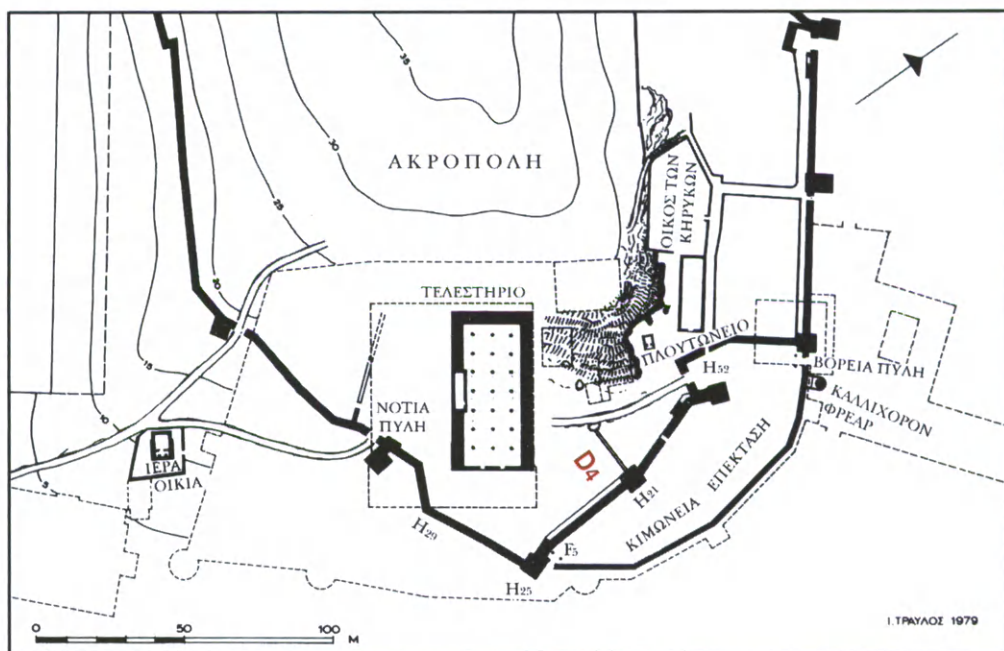 35
30
25
20
15
10
5
ΑΚΡΟΠΟΛΗ
ΟΙΚΟΣ ΤΩΝ
ΚΗΡΥΚΩΝ
ΤΕΛΕΣΤΗΡΙΟ
ΠΛΟΥΤΩΝΕΙΟ
H52
ΒΟΡΕΙΑ ΠΥΛΗ
ΚΑΛΛΙΧΟΡΟΝ
ΦΡΕΑΡ
ΝΟΤΙΑ
ΠΥΛΗ
ΙΕΡΑ
ΟΙΚΙΑ
D4
H21
ΚΙΜΩΝΕΙΑ ΕΠΕΚΤΑΣΗ
H29
F5
H25
0 50 100 M
Ι. ΤΡΑΥΛΟΣ 1979